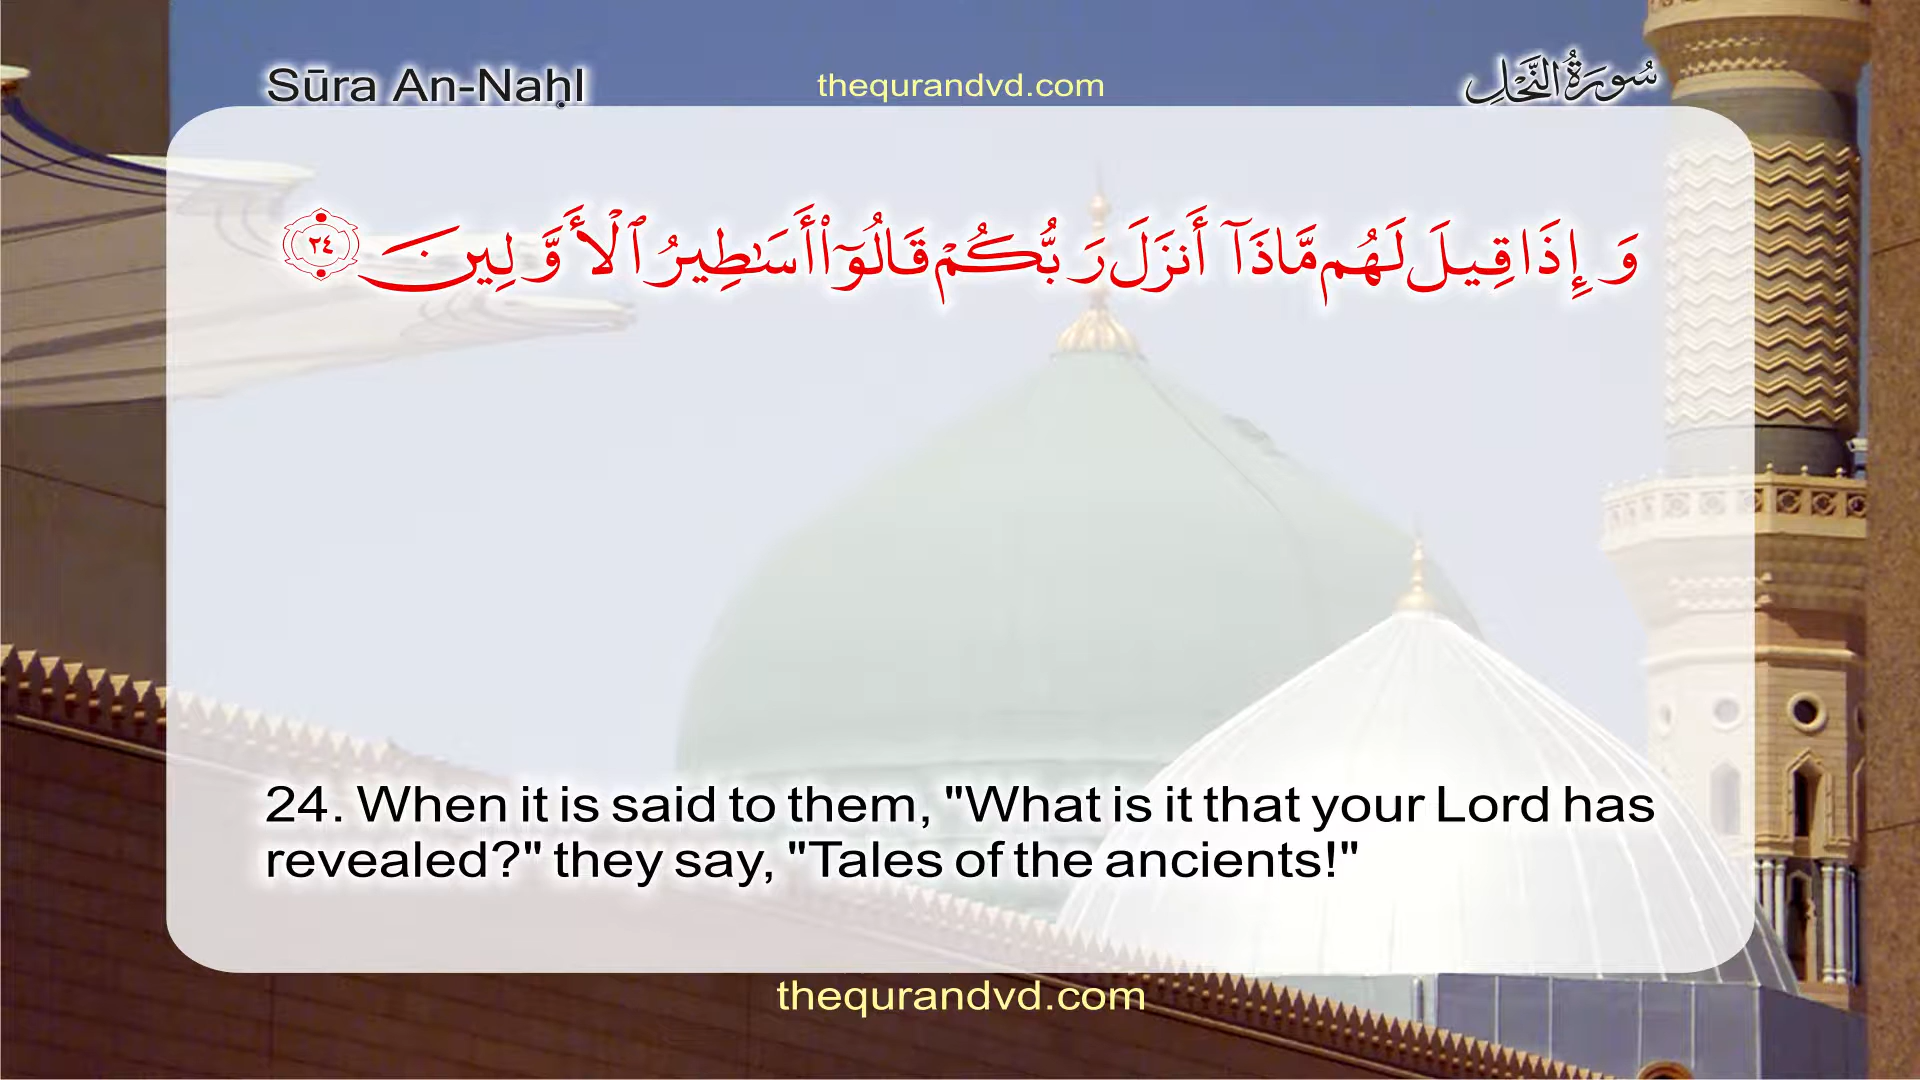 Sūra An-Naḥl
thequrandvd.com
سُورَةُ النَّحْلِ
وَإِذَا قِيلَ لَهُم مَّاذَآ أَنزَلَ رَبُّكُمْ قَالُوٓا۟ أَسَٰطِيرُ ٱلْأَوَّلِينَ ٢٤
24. When it is said to them, "What is it that your Lord has
revealed?" they say, "Tales of the ancients!"
thequrandvd.com